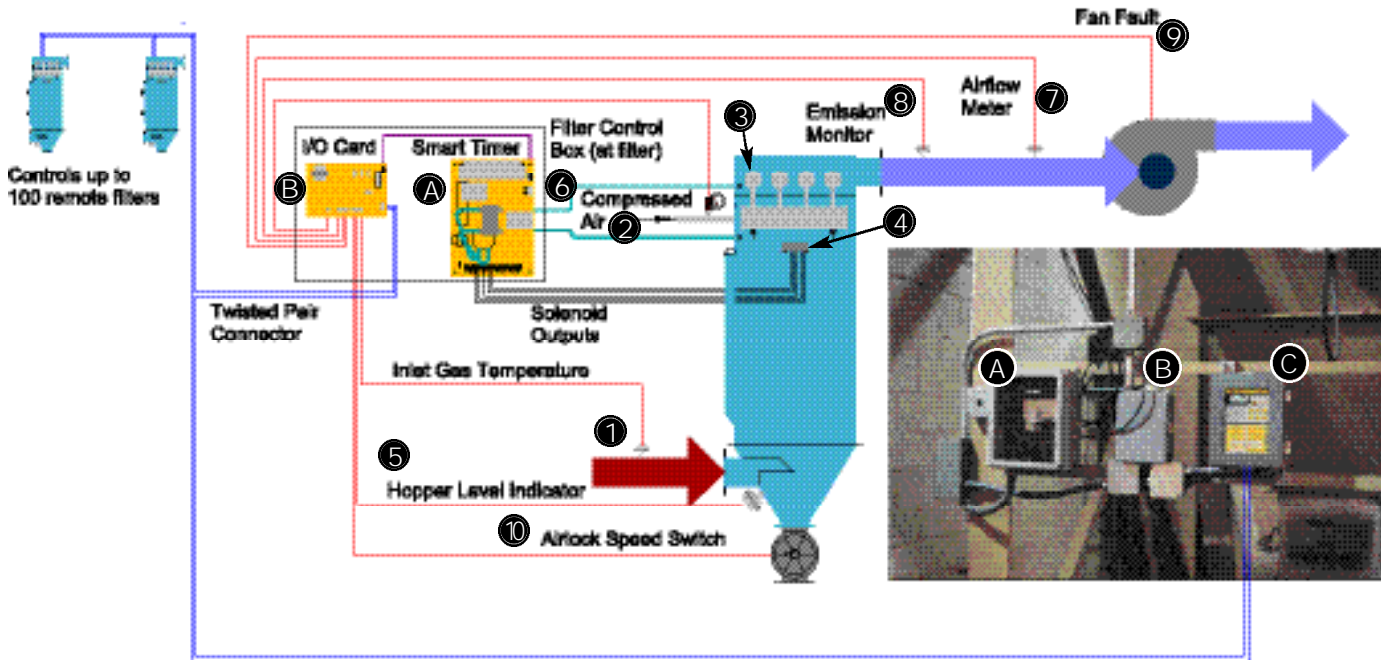 Fan Fault
9
Airflow
Meter
7
8
Emission
Monitor
3
Filter Control
Box (at filter)
I/O Card
Smart Timer
B
A
6
Compressed
Air
2
4
Controls up to
100 remote filters
Twisted Pair
Connector
Solenoid
Outputs
Inlet Gas Temperature
1
5
Hopper Level Indicator
10
Airlock Speed Switch
A
B
C